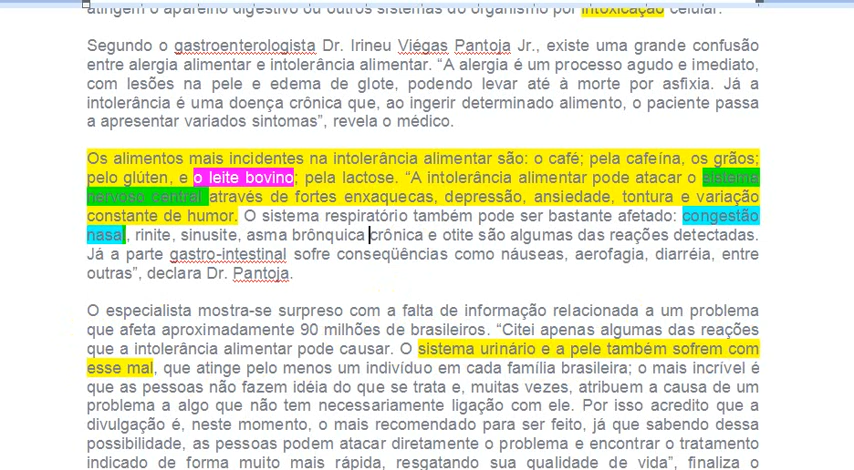 atingem o aparelho digestivo ou outros sistemas do organismo por intoxicação celular.
Segundo o gastroenterologista Dr. Irineu Viégas Pantoja Jr., existe uma grande confusão
entre alergia alimentar e intolerância alimentar. “A alergia é um processo agudo e imediato,
com lesões na pele e edema de glote, podendo levar até à morte por asfixia. Já a
intolerância é uma doença crônica que, ao ingerir determinado alimento, o paciente passa
a apresentar variados sintomas”, revela o médico.
Os alimentos mais incidentes na intolerância alimentar são: o café; pela cafeína, os grãos;
pelo glúten, e o leite bovino; pela lactose. “A intolerância alimentar pode atacar o sistema
nervoso central através de fortes enxaquecas, depressão, ansiedade, tontura e variação
constante de humor. O sistema respiratório também pode ser bastante afetado: congestão
nasal, rinite, sinusite, asma brônquica crônica e otite são algumas das reações detectadas.
Já a parte gastro-intestinal sofre conseqüências como náuseas, aerofagia, diarréia, entre
outras”, declara Dr. Pantoja.
O especialista mostra-se surpreso com a falta de informação relacionada a um problema
que afeta aproximadamente 90 milhões de brasileiros. “Citei apenas algumas das reações
que a intolerância alimentar pode causar. O sistema urinário e a pele também sofrem com
esse mal, que atinge pelo menos um indivíduo em cada família brasileira; o mais incrível é
que as pessoas não fazem idéia do que se trata e, muitas vezes, atribuem a causa de um
problema a algo que não tem necessariamente ligação com ele. Por isso acredito que a
divulgação é, neste momento, o mais recomendado para ser feito, já que sabendo dessa
possibilidade, as pessoas podem atacar diretamente o problema e encontrar o tratamento
indicado de forma muito mais rápida, resgatando sua qualidade de vida”, finaliza o